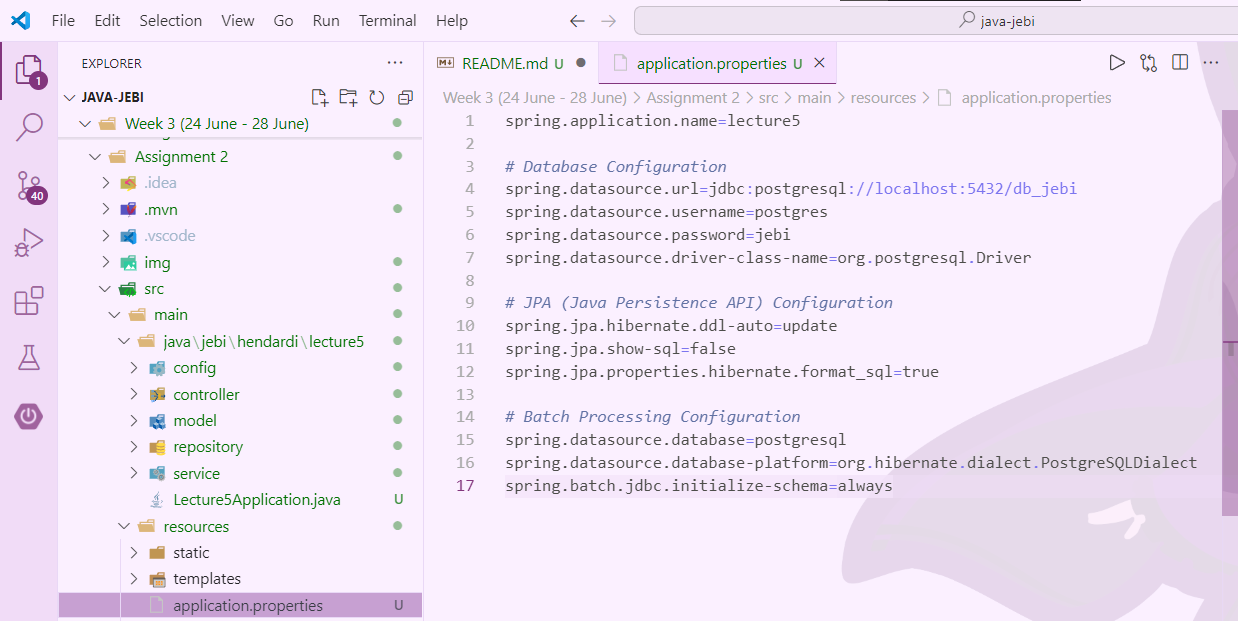 File Edit Selection View Go Run Terminal Help
java-jebi
EXPLORER
JAVA-JEBI
Week 3 (24 June - 28 June)
Assignment 2
.idea
.mvn
.vscode
img
src
main
java\jebi\hendardi\lecture5
config
controller
model
repository
service
Lecture5Application.java U
resources
static
templates
application.properties U
1
40
README.md U
application.properties U
Week 3 (24 June - 28 June) > Assignment 2 > src > main > resources > application.properties
1 spring.application.name=lecture5
2
3 # Database Configuration
4 spring.datasource.url=jdbc:postgresql://localhost:5432/db_jebi
5 spring.datasource.username=postgres
6 spring.datasource.password=jebi
7 spring.datasource.driver-class-name=org.postgresql.Driver
8
9 # JPA (Java Persistence API) Configuration
10 spring.jpa.hibernate.ddl-auto=update
11 spring.jpa.show-sql=false
12 spring.jpa.properties.hibernate.format_sql=true
13
14 # Batch Processing Configuration
15 spring.datasource.database=postgresql
16 spring.datasource.database-platform=org.hibernate.dialect.PostgreSQLDialect
17 spring.batch.jdbc.initialize-schema=always